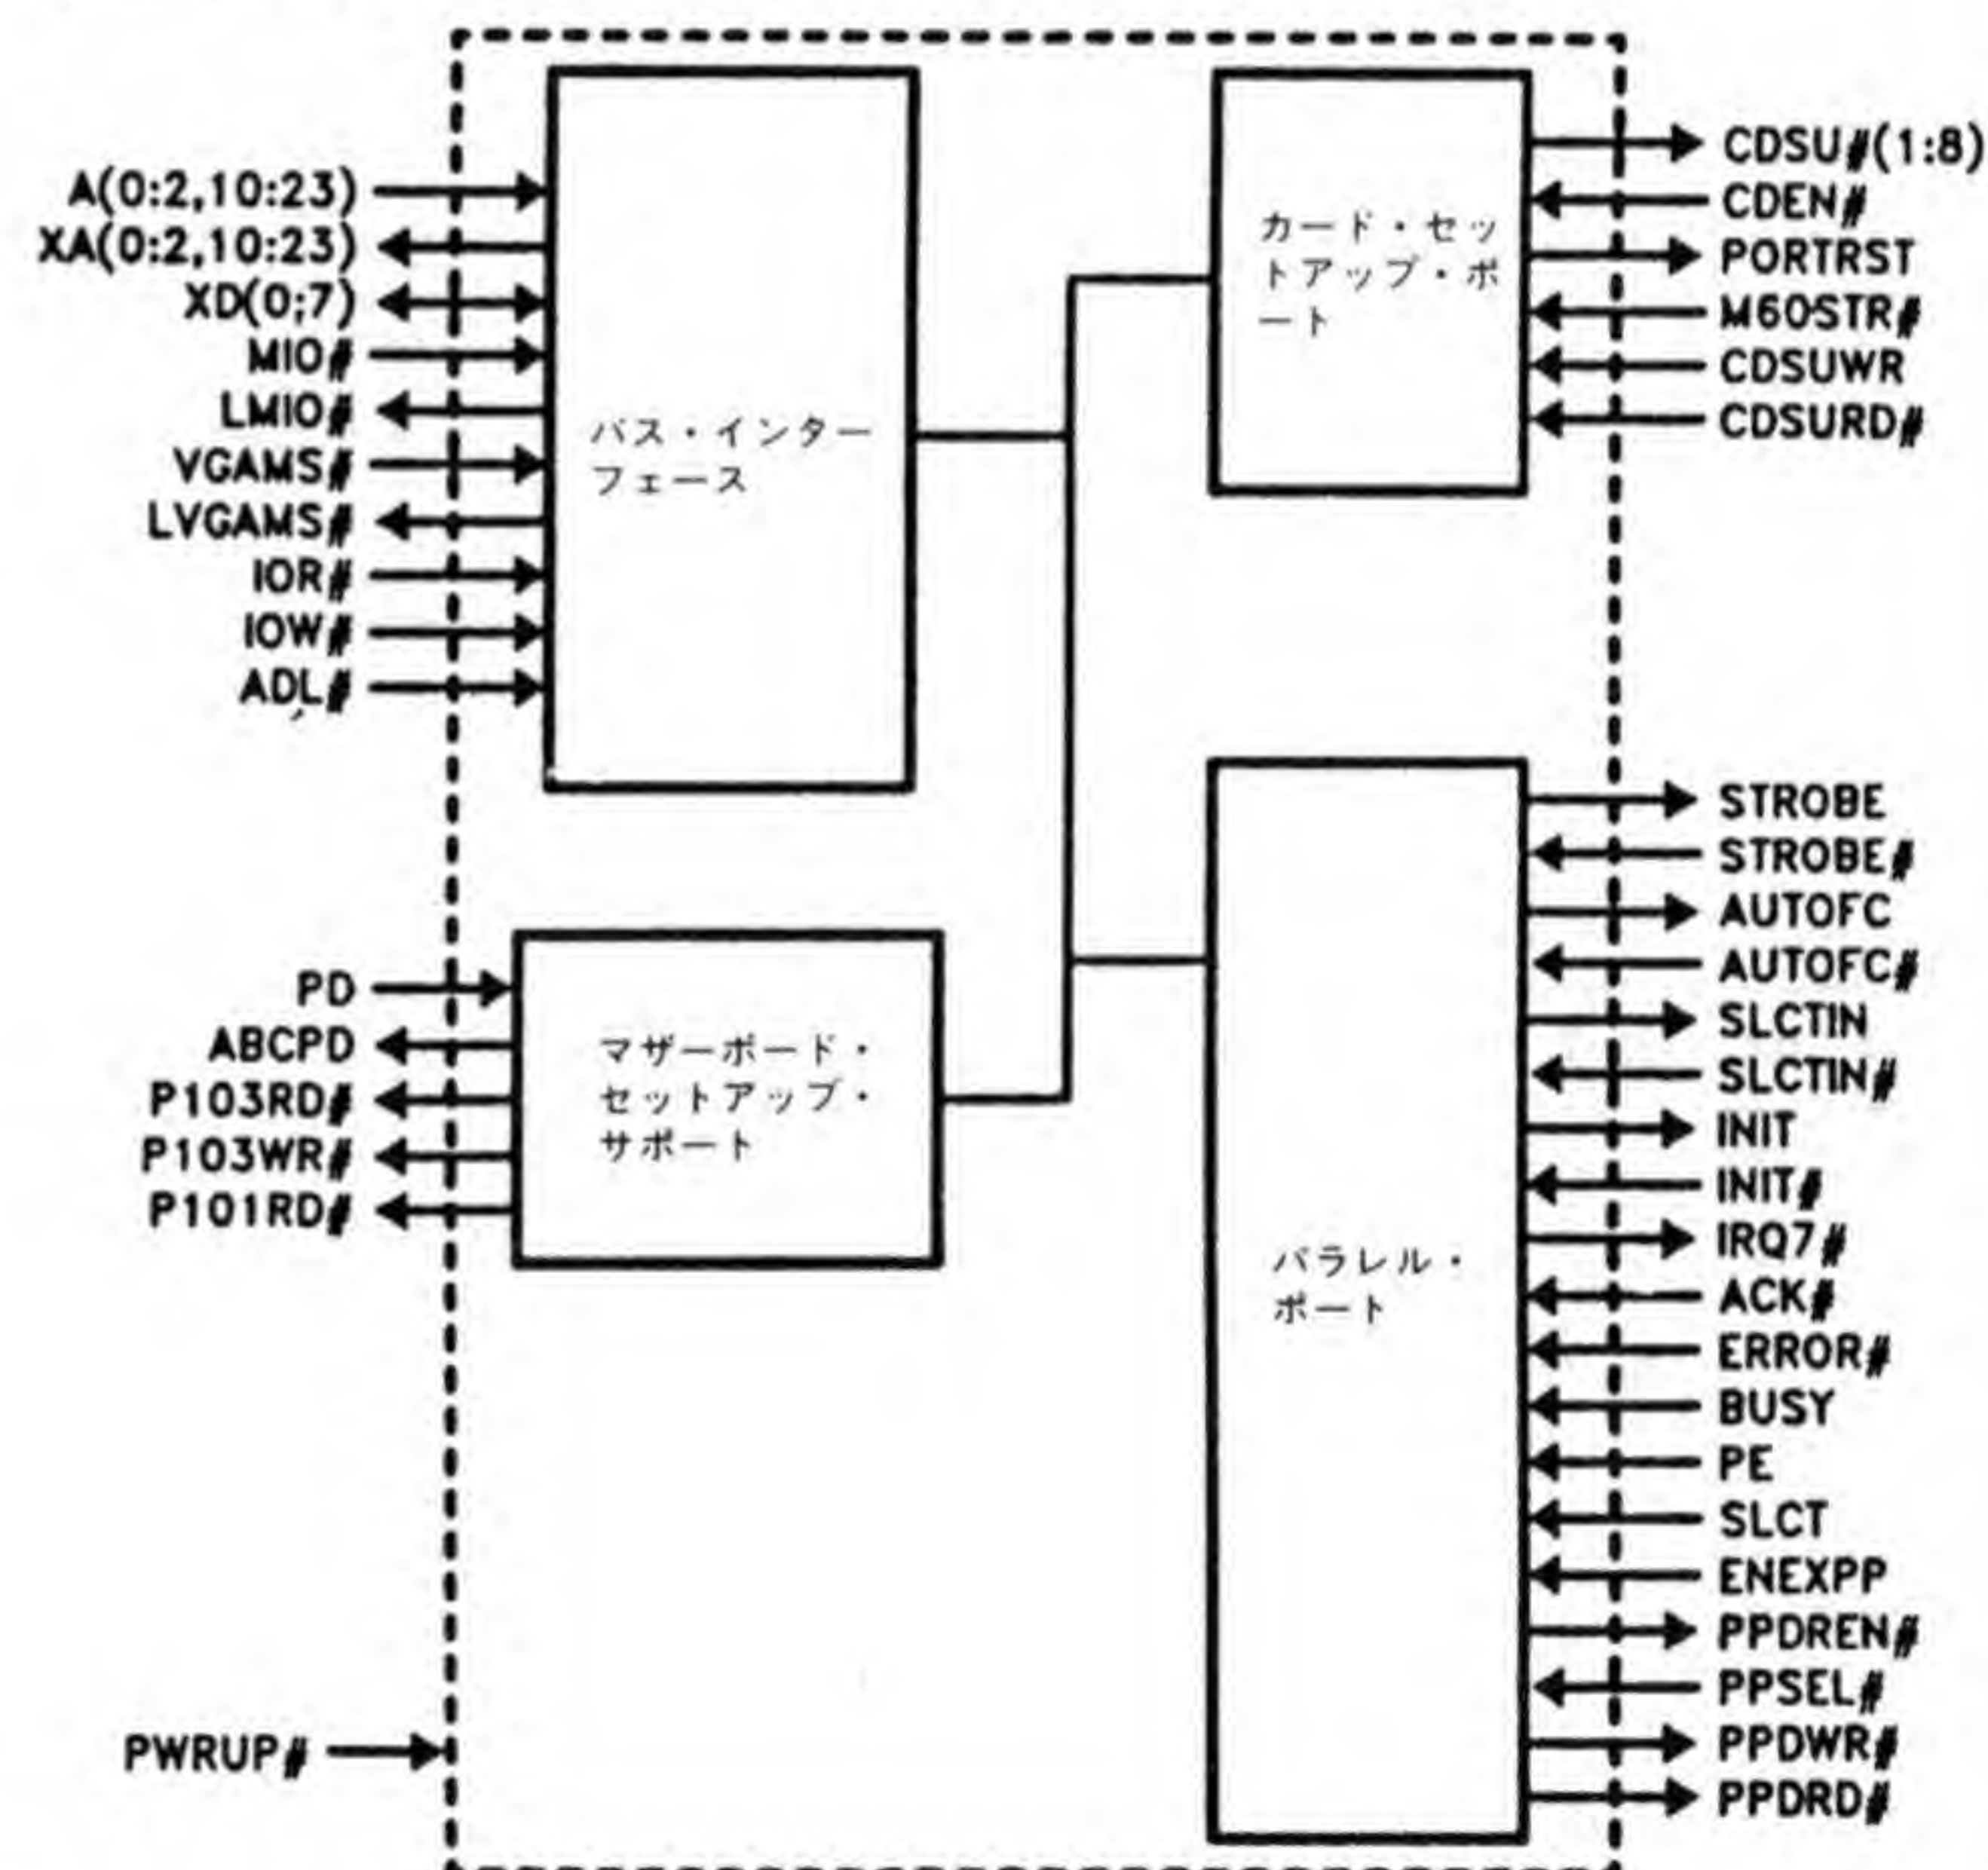 A(0:2,10:23)
XA(0:2,10:23)
XD(0;7)
MIO#
LMIO#
VGAMS#
LVGAMS#
IOR#
IOW#
ADL#
バス・インター
フェース
カード・セッ
トアップ・ポ
ート
CDSU#(1:8)
CDEN#
PORTRST
M60STR#
CDSUWR
CDSURD#
PD
ABCPD
P103RD#
P103WR#
P101RD#
マザーボード・
セットアップ・
サポート
パラレル・
ポート
STROBE
STROBE#
AUTOFC
AUTOFC#
SLCTIN
SLCTIN#
INIT
INIT#
IRQ7#
ACK#
ERROR#
BUSY
PE
SLCT
ENEXPP
PPDREN#
PPSEL#
PPDWR#
PPDRD#
PWRUP#